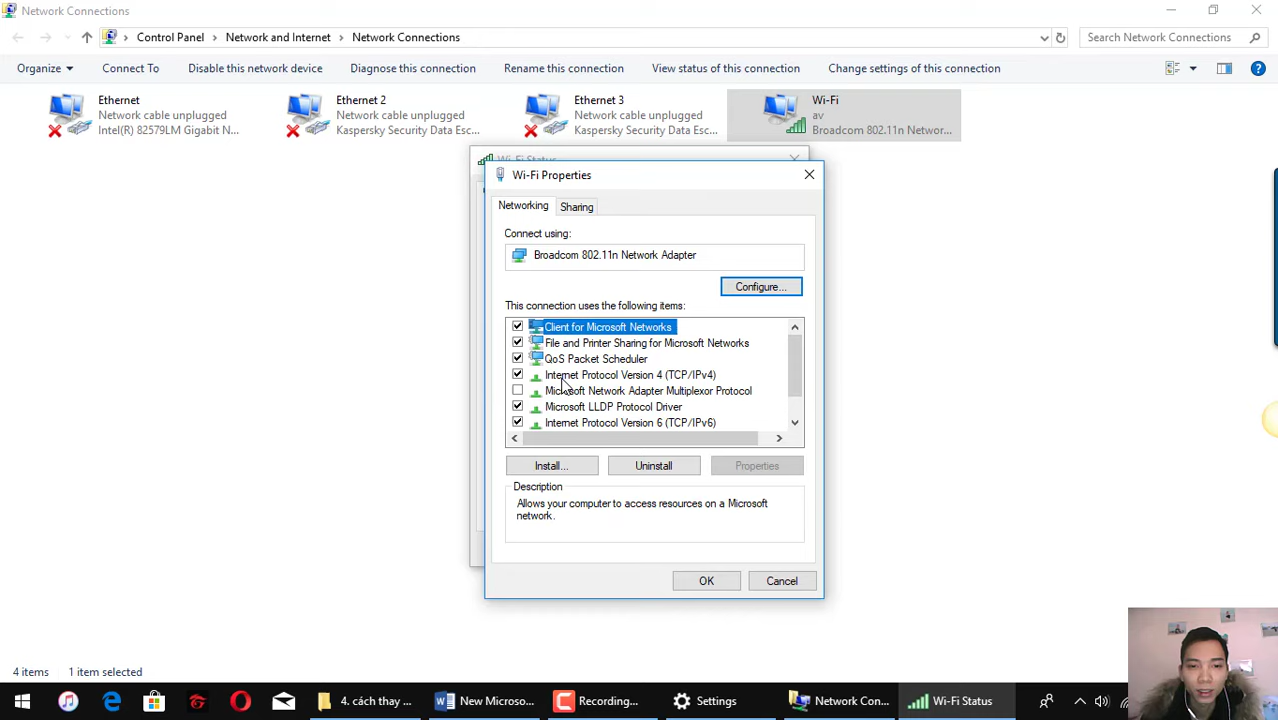 Network Connections
Control Panel > Network and Internet > Network Connections
Search Network Connections
Organize
Connect To
Disable this network device
Diagnose this connection
Rename this connection
View status of this connection
Change settings of this connection
Ethernet
Network cable unplugged
Intel(R) 82579LM Gigabit N...
Ethernet 2
Network cable unplugged
Kaspersky Security Data Esc...
Ethernet 3
Network cable unplugged
Kaspersky Security Data Esc...
Wi-Fi
av
Broadcom 802.11n Networ...
Wi-Fi Status
Wi-Fi Properties
Networking
Sharing
Connect using:
Broadcom 802.11n Network Adapter
Configure...
This connection uses the following items:
Client for Microsoft Networks
File and Printer Sharing for Microsoft Networks
QoS Packet Scheduler
Internet Protocol Version 4 (TCP/IPv4)
Microsoft Network Adapter Multiplexor Protocol
Microsoft LLDP Protocol Driver
Internet Protocol Version 6 (TCP/IPv6)
Install...
Uninstall
Properties
Description
Allows your computer to access resources on a Microsoft
network.
OK
Cancel
4 items
1 item selected
4. cách thay ...
New Microso...
Recording...
Settings
Network Con...
Wi-Fi Status